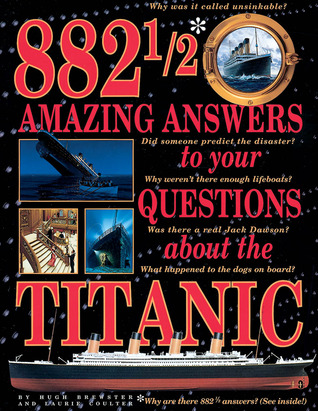 Why was it called unsinkable?
882 1/2*
AMAZING ANSWERS
Did someone predict the disaster?
to your
Why weren't there enough lifeboats?
QUESTIONS
Was there a real Jack Dawson?
about the
What happened to the dogs on board?
TITANIC
BY HUGH BREWSTER
AND LAURIE COULTER
*Why are there 882 1/2 answers? (See inside!)